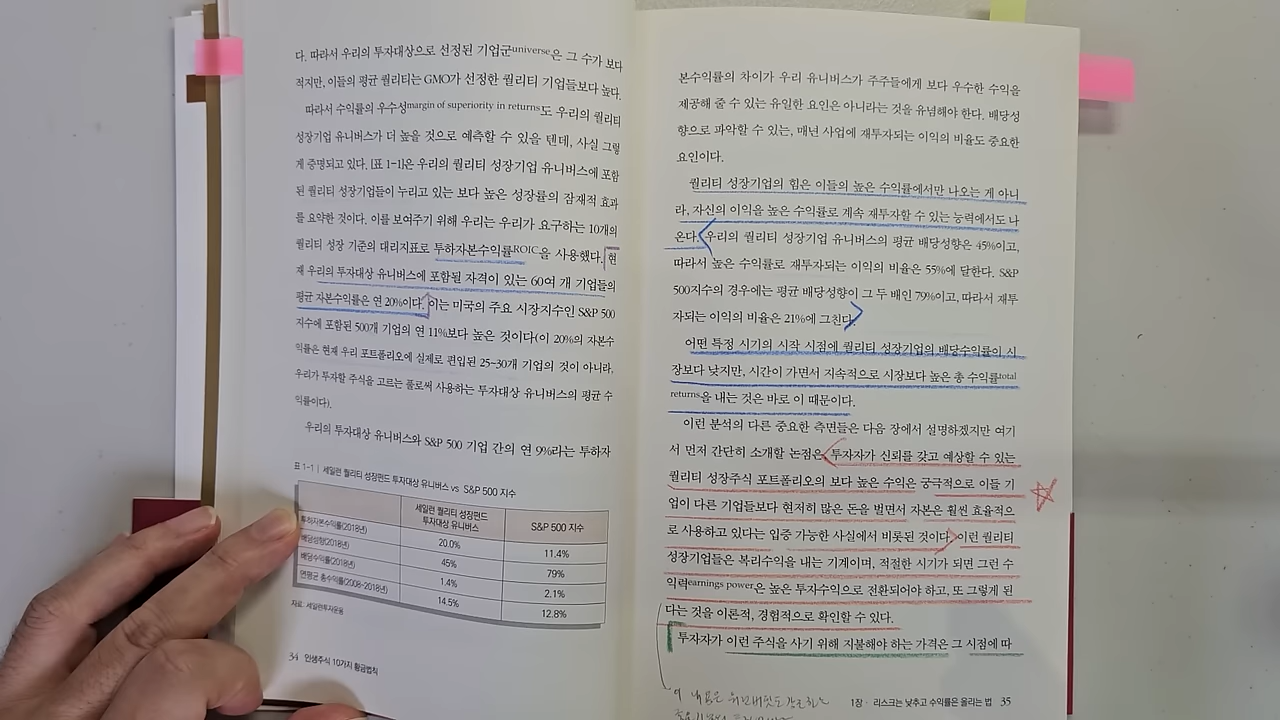 다. 따라서 우리의 투자대상으로 선정된 기업군universe은 그 수가 보다
적지만, 이들의 평균 퀄리티는 GMO가 선정한 퀄리티 기업들보다 높다.
따라서 수익률의 우수성margin of superiority in returns도 우리의 퀄리티
성장기업 유니버스가 더 높을 것으로 예측할 수 있을 텐데, 사실 그렇
게 증명되고 있다. [표 1-1]은 우리의 퀄리티 성장기업 유니버스에 포함
된 퀄리티 성장기업들이 누리고 있는 보다 높은 성장률의 잠재적 효과
를 요약한 것이다. 이를 보여주기 위해 우리는 우리가 요구하는 10개의
퀄리티 성장 기준의 대리지표로 투하자본수익률ROIC을 사용했다. 현
재 우리의 투자대상 유니버스에 포함된 자격이 있는 60여 개 기업들의
평균 자본수익률은 연 20%이다. 이는 미국의 주요 시장지수인 S&P 500
지수에 포함된 500개 기업의 연 11%보다 높은 것이다(이 20%의 자본수
익률은 현재 우리 포트폴리오에 실제로 편입된 25~30개 기업의 것이 아니라,
우리가 투자할 주식을 고르는 풀로써 사용하는 투자대상 유니버스의 평균 수
익률이다).
우리의 투자대상 유니버스와 S&P 500 기업 간의 연 9%라는 투하자
표 1-1 | 세일런 퀄리티 성장펀드 투자대상 유니버스 vs S&P 500 지수
세일런 퀄리티 성장펀드 투자대상 유니버스 S&P 500 지수
투하자본수익률(2018년) 20.0% 11.4%
배당성향(2018년) 45% 79%
배당수익률(2018년) 1.4% 2.1%
연평균 총수익률(2008~2018년) 14.5% 12.8%
자료: 세일런투자운용
34 인생주식 10가지 황금법칙
본수익률의 차이가 우리 유니버스가 주주들에게 보다 우수한 수익을
제공해 줄 수 있는 유일한 요인은 아니라는 것을 유념해야 한다. 배당성
향으로 파악할 수 있는, 매년 사업에 재투자되는 이익의 비율도 중요한
요인이다.
퀄리티 성장기업의 힘은 이들의 높은 수익률에서만 나오는 게 아니
라, 자신의 이익을 높은 수익률로 계속 재투자할 수 있는 능력에서도 나
온다. 우리의 퀄리티 성장기업 유니버스의 평균 배당성향은 45%이고,
따라서 높은 수익률로 재투자되는 이익의 비율은 55%에 달한다. S&P
500지수의 경우에는 평균 배당성향이 그 두 배인 79%이고, 따라서 재투
자되는 이익의 비율은 21%에 그친다.
어떤 특정 시기의 시작 시점에 퀄리티 성장기업의 배당수익률이 시
장보다 낮지만, 시간이 가면서 지속적으로 시장보다 높은 총 수익률total
returns을 내는 것은 바로 이 때문이다.
이런 분석의 다른 중요한 측면들은 다음 장에서 설명하겠지만 여기
서 먼저 간단히 소개할 논점은 투자자가 신뢰를 갖고 예상할 수 있는
퀄리티 성장주식 포트폴리오의 보다 높은 수익은 궁극적으로 이들 기
업이 다른 기업들보다 현저히 많은 돈을 벌면서 자본은 훨씬 효율적으
로 사용하고 있다는 입증 가능한 사실에서 비롯된 것이다. 이런 퀄리티
성장기업들은 복리수익을 내는 기계이며, 적절한 시기가 되면 그런 수
익력earnings power은 높은 투자수익으로 전환되어야 하고, 또 그렇게 된
다는 것을 이론적, 경험적으로 확인할 수 있다.
투자자가 이런 주식을 사기 위해 지불해야 하는 가격은 그 시점에 따
1장 · 리스크는 낮추고 수익률은 올리는 법 35